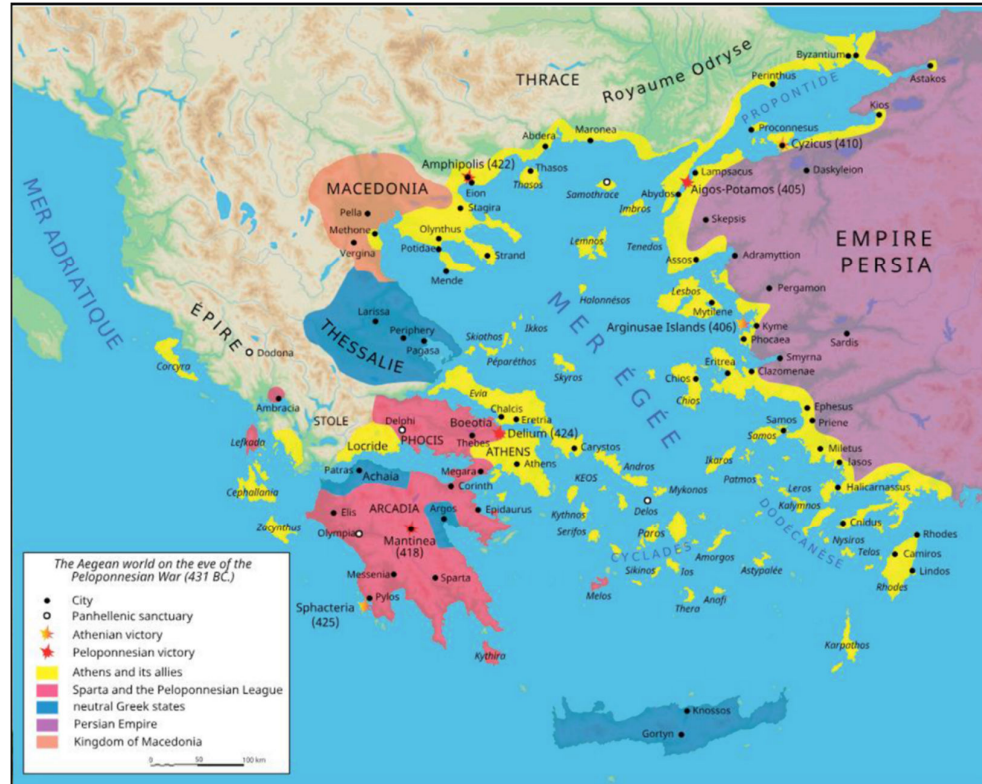 Byzantium
Astakos
Royaume Odryse
THRACE
Perinthus
PROPONTIDE
Kios
Proconnesus
Cyzicus (410)
Maronea
Abdera
Amphipolis (422)
Thasos
Thasos
Eion
Samothrace
Lampsacus
Daskyleion
Aigos-Potamos (405)
Abydos
MACEDONIA
Stagira
Imbros
Pella
Skepsis
Methone
Olynthus
Lemnos
Tenedos
EMPIRE
PERSIA
Potidae
Vergina
Strand
Assos
Adramyttion
Mende
MER ADRIATIQUE
Lesbos
Pergamon
Halonnésos
Mytilene
MER ÉGÉE
Larissa
Arginusae Islands (406)
Kyme
ÉPIRE
THESSALIE
Periphery
Ikkos
Phocaea
Sardis
Pagasa
Skiathos
Dodona
Péparéthos
Smyrna
Corcyra
Skyros
Eritrea
Clazomenae
Chios
Evia
Chios
Ambracia
STOLE
Delphi
Boeotia
Chalcis
Eretria
Ephesus
Lefkada
PHOCIS
Thebes
Delium (424)
Samos
Priene
Locride
ATHENS
Carystos
Samos
Patras
Athens
Ikaros
Miletus
Achaia
Megara
Andros
Iasos
Cephallania
Corinth
KEOS
Patmos
Mykonos
Leros
Halicarnassus
ARCADIA
Argos
Epidaurus
Delos
Kalymnos
Elis
Kythnos
DODÉCANÈSE
Zacynthus
Olympia
Mantinea
(418)
Serifos
Paros
Cnidus
Rhodes
CYCLADES
Amorgos
Nysiros
Telos
Camiros
Messenia
Sparta
Sikinos
Ios
Astypalée
Lindos
Melos
Rhodes
Pylos
Thera
Anafi
Sphacteria
(425)
Karpathos
Kythira
Knossos
Gortyn
The Aegean world on the eve of the
Peloponnesian War (431 BC.)
City
Panhellenic sanctuary
Athenian victory
Peloponnesian victory
Athens and its allies
Sparta and the Peloponnesian League
neutral Greek states
Persian Empire
Kingdom of Macedonia
0 50 100 km